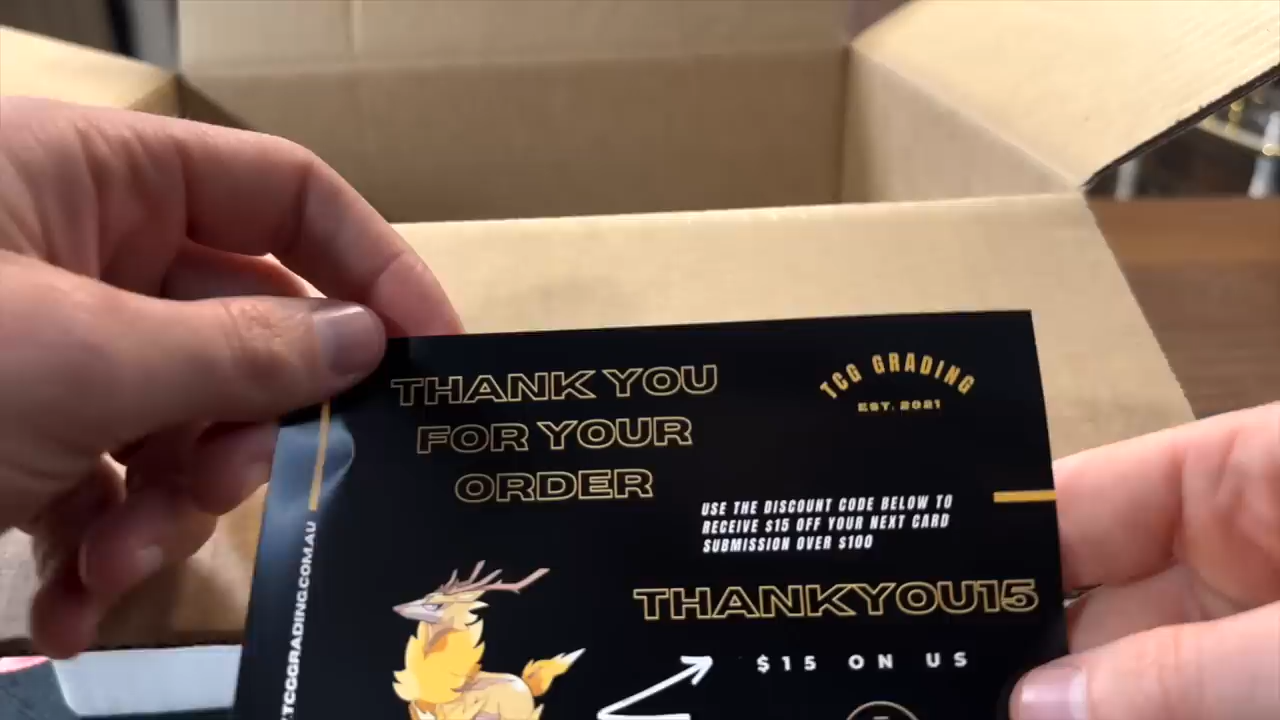 THANK YOU
FOR YOUR
ORDER
TCG GRADING
EST. 2021
USE THE DISCOUNT CODE BELOW TO
RECEIVE $15 OFF YOUR NEXT CARD
SUBMISSION OVER $100
THANKYOU15
$15 ON US
.TCGGRADING.COM.AU